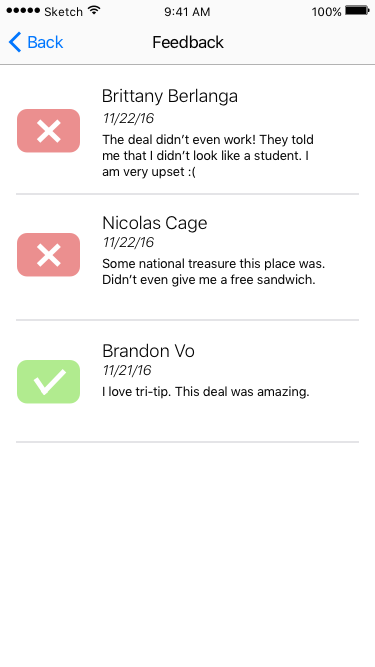 Sketch 9:41 AM 100%
Back Feedback
Brittany Berlanga
11/22/16
The deal didn’t even work! They told
me that I didn’t look like a student. I
am very upset :(
Nicolas Cage
11/22/16
Some national treasure this place was.
Didn’t even give me a free sandwich.
Brandon Vo
11/21/16
I love tri-tip. This deal was amazing.